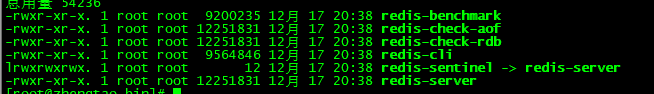 总用量 54236
-rwxr-xr-x. 1 root root  9200235 12月 17 20:38 redis-benchmark
-rwxr-xr-x. 1 root root 12251831 12月 17 20:38 redis-check-aof
-rwxr-xr-x. 1 root root 12251831 12月 17 20:38 redis-check-rdb
-rwxr-xr-x. 1 root root  9564846 12月 17 20:38 redis-cli
lrwxrwxrwx. 1 root root       12 12月 17 20:38 redis-sentinel -> redis-server
-rwxr-xr-x. 1 root root 12251831 12月 17 20:38 redis-server
[root@zhengtao bin]#